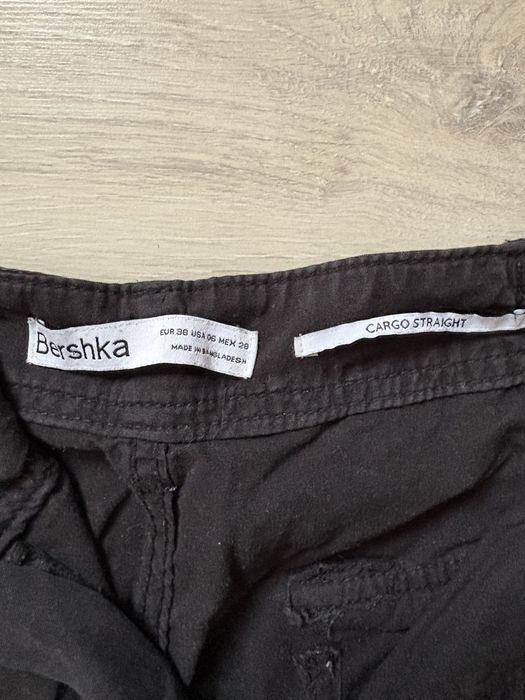 Bershka
EUR 38 USA 06 MEX 28
MADE IN BANGLADESH
CARGO STRAIGHT